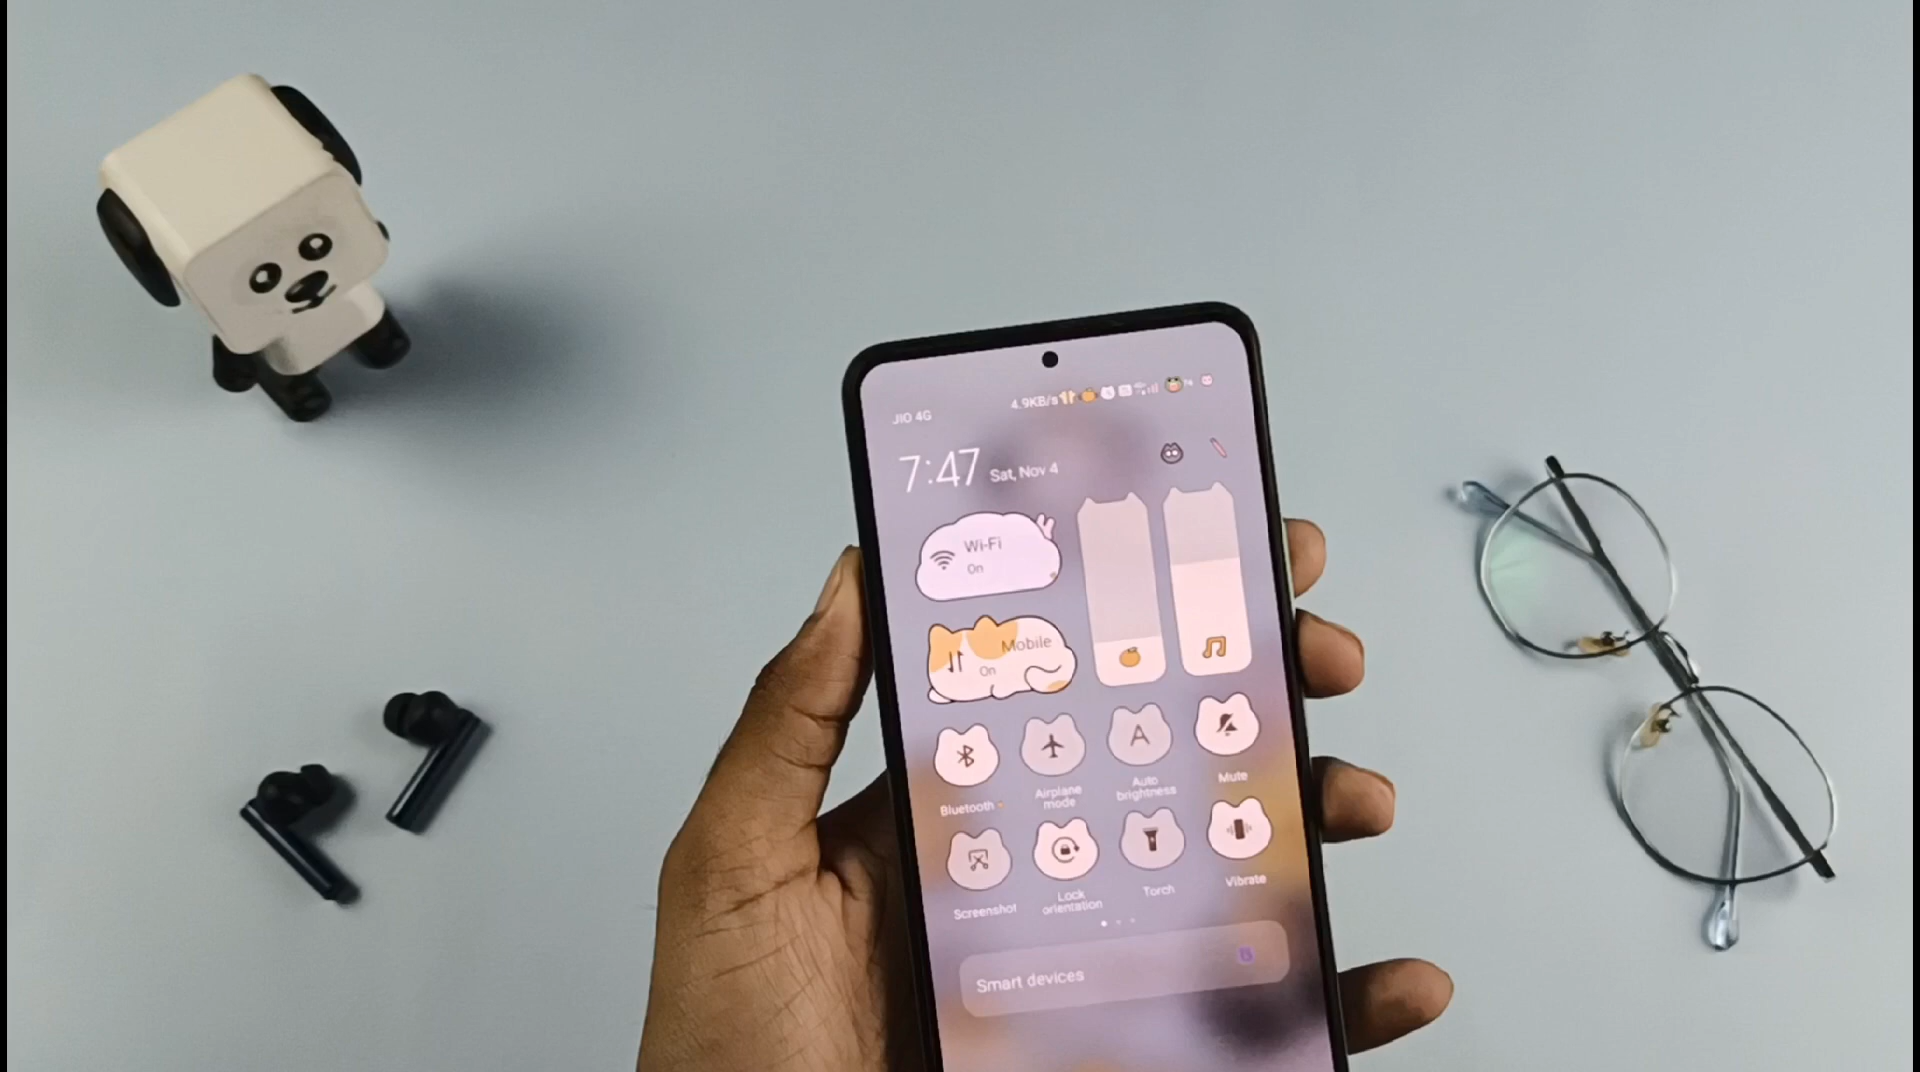 JIO 4G
4.9KB/s
7:47 Sat, Nov 4
Wi-Fi
On
Mobile
On
A
Bluetooth
Airplane
mode
Auto
brightness
Mute
Screenshot
Lock
orientation
Torch
Vibrate
Smart devices